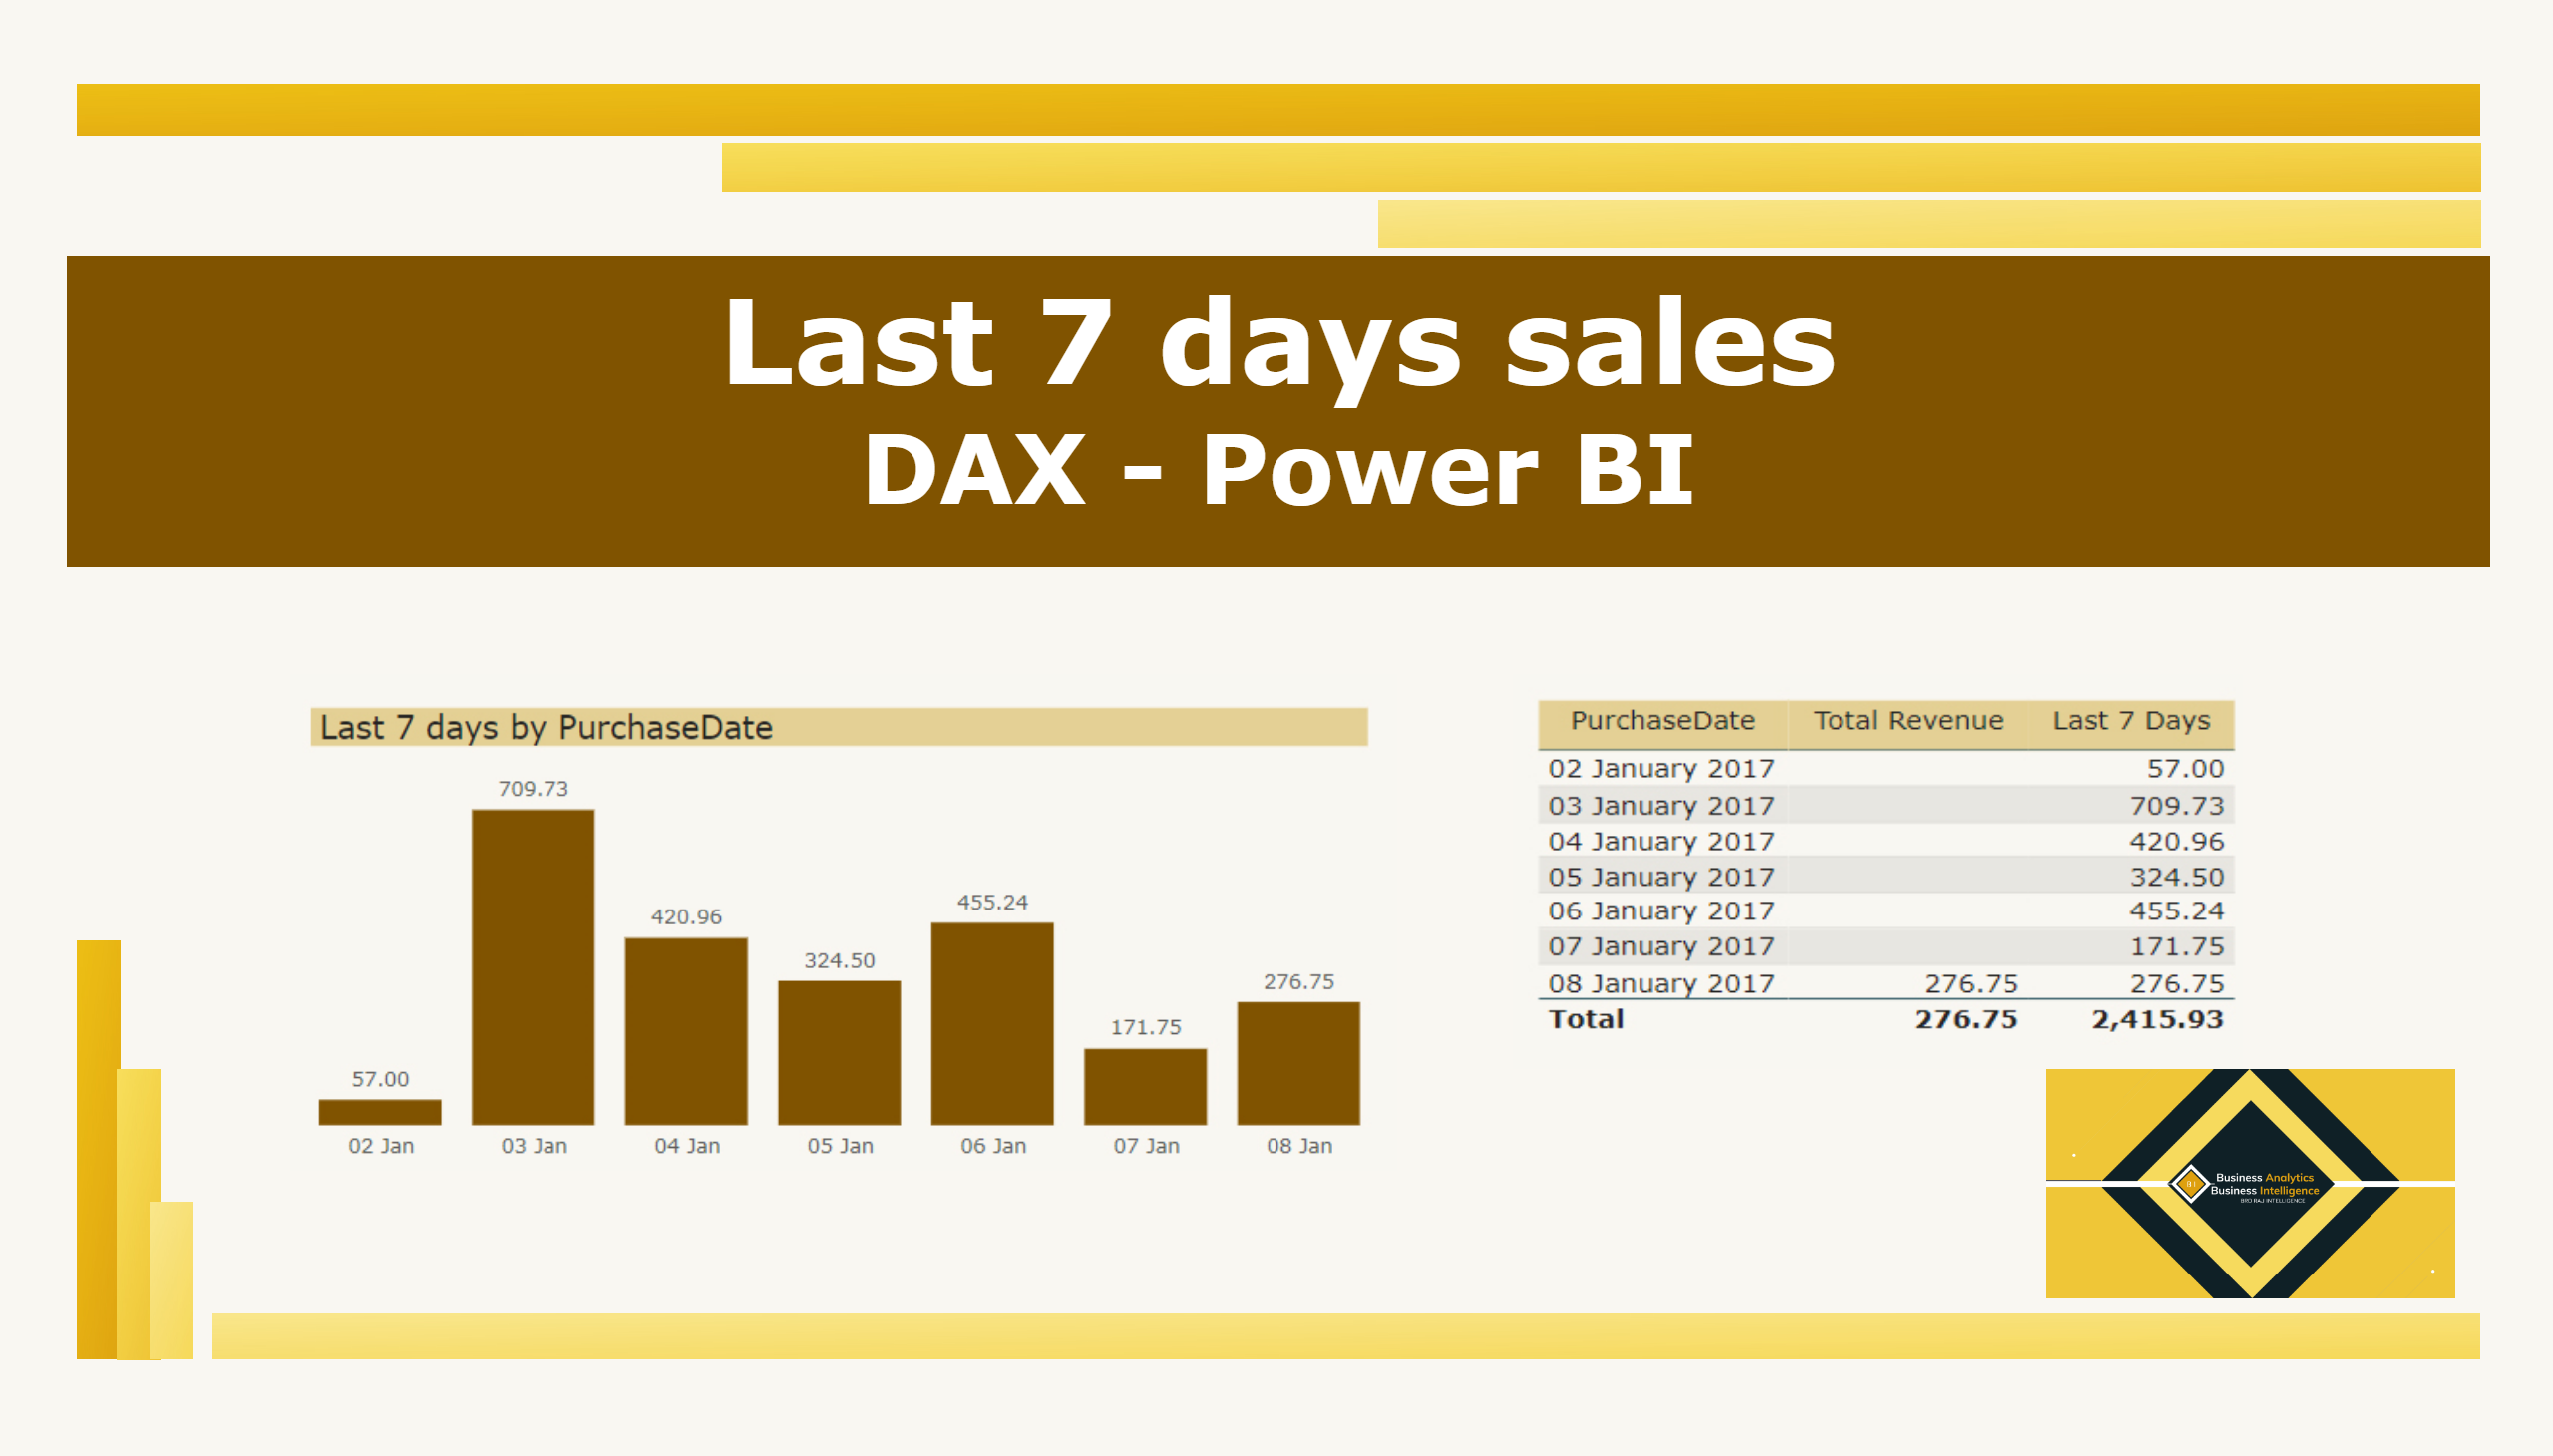 Last 7 days sales
DAX - Power BI
Last 7 days by PurchaseDate
709.73
455.24
420.96
324.50
276.75
171.75
57.00
02 Jan 03 Jan 04 Jan 05 Jan 06 Jan 07 Jan 08 Jan
PurchaseDate Total Revenue Last 7 Days
02 January 2017 57.00
03 January 2017 709.73
04 January 2017 420.96
05 January 2017 324.50
06 January 2017 455.24
07 January 2017 171.75
08 January 2017 276.75 276.75
Total 276.75 2,415.93
Business Analytics
Business Intelligence
BRO RAJ INTELLIGENCE